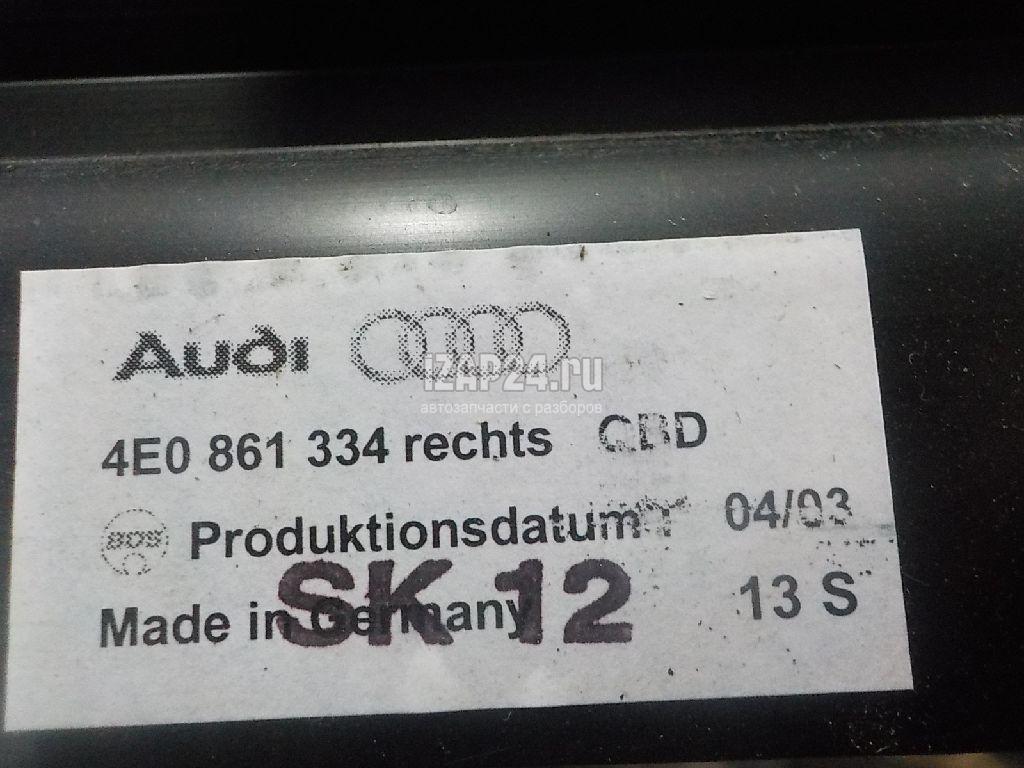 Audi
iZAP24.ru
автозапчасти с разборов
4E0 861 334 rechts CBD
BOS Produktionsdatum 04/03
SK 12
Made in Germany 13 S